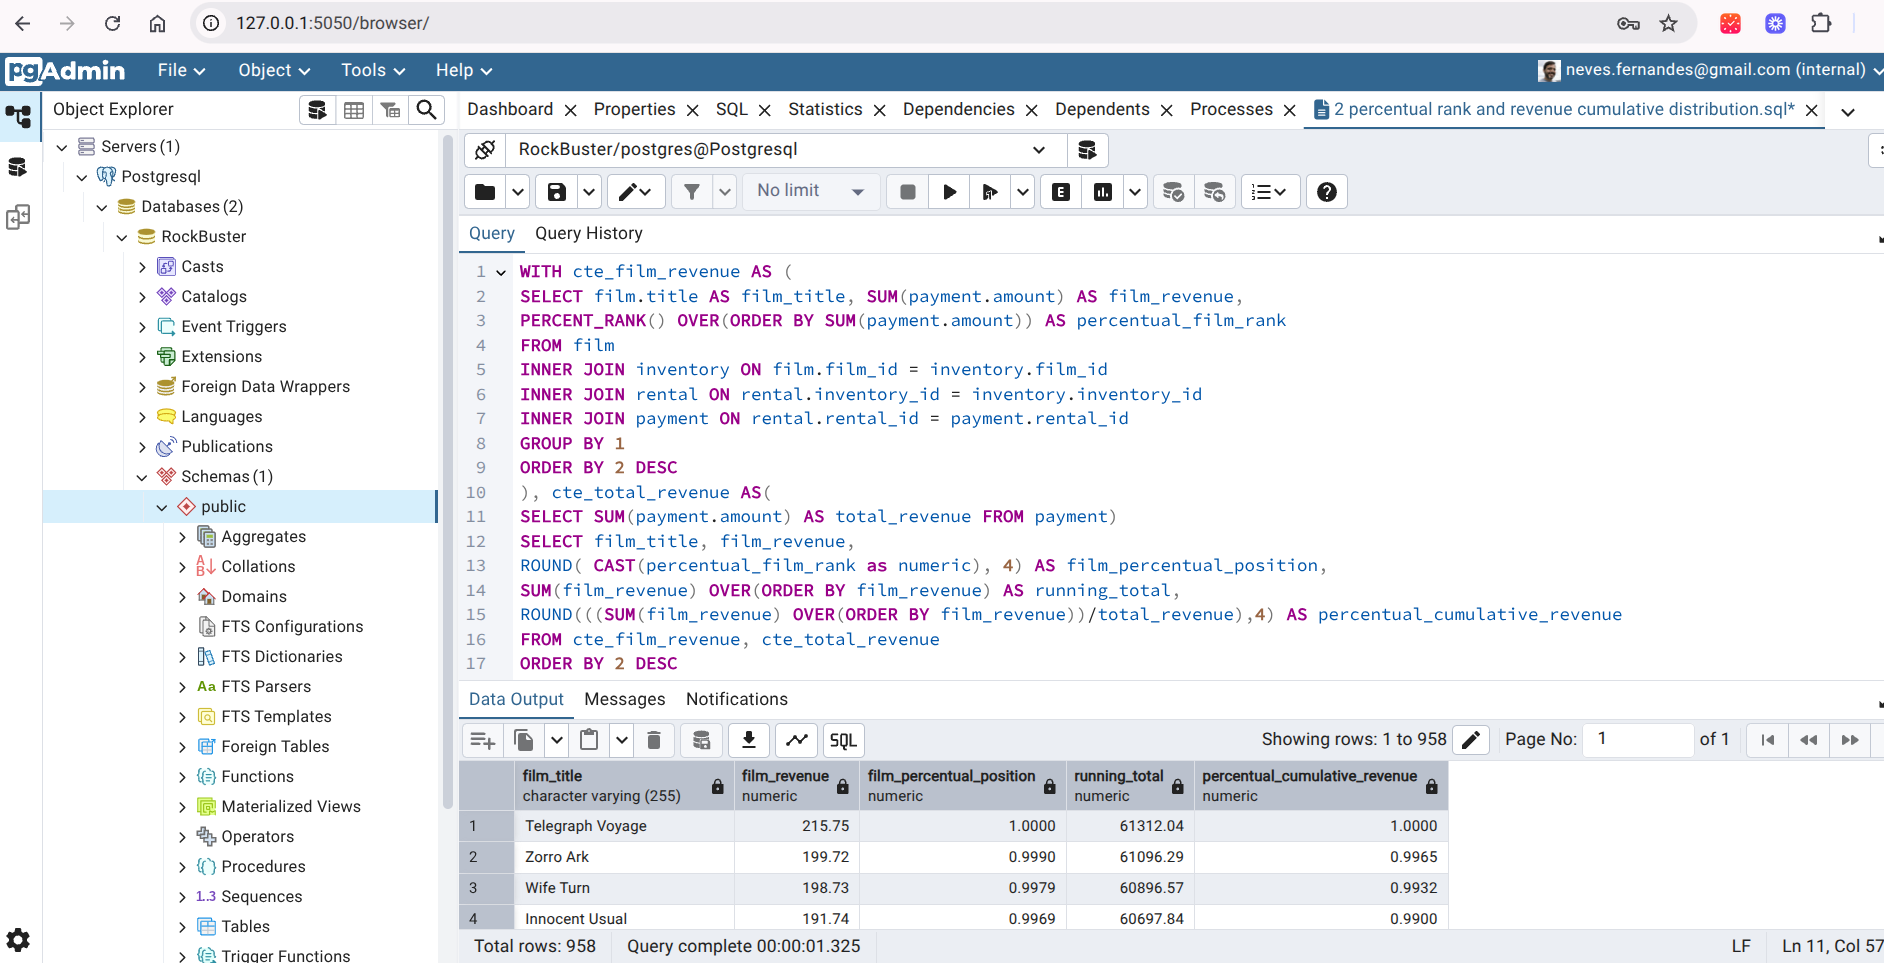 127.0.0.1:5050/browser/
pgAdmin File Object Tools Help neves.fernandes@gmail.com (internal)
Object Explorer
Dashboard Properties SQL Statistics Dependencies Dependents Processes 2 percentual rank and revenue cumulative distribution.sql*
Servers (1)
Postgresql
Databases (2)
RockBuster
Casts
Catalogs
Event Triggers
Extensions
Foreign Data Wrappers
Languages
Publications
Schemas (1)
public
Aggregates
Collations
Domains
FTS Configurations
FTS Dictionaries
Aa FTS Parsers
FTS Templates
Foreign Tables
Functions
Materialized Views
Operators
Procedures
1..3 Sequences
Tables
Trigger Functions
RockBuster/postgres@Postgresql
No limit E
Query Query History
1 WITH cte_film_revenue AS (
2 SELECT film.title AS film_title, SUM(payment.amount) AS film_revenue,
3 PERCENT_RANK() OVER(ORDER BY SUM(payment.amount)) AS percentual_film_rank
4 FROM film
5 INNER JOIN inventory ON film.film_id = inventory.film_id
6 INNER JOIN rental ON rental.inventory_id = inventory.inventory_id
7 INNER JOIN payment ON rental.rental_id = payment.rental_id
8 GROUP BY 1
9 ORDER BY 2 DESC
10 ), cte_total_revenue AS(
11 SELECT SUM(payment.amount) AS total_revenue FROM payment)
12 SELECT film_title, film_revenue,
13 ROUND( CAST(percentual_film_rank as numeric), 4) AS film_percentual_position,
14 SUM(film_revenue) OVER(ORDER BY film_revenue) AS running_total,
15 ROUND(((SUM(film_revenue) OVER(ORDER BY film_revenue))/total_revenue),4) AS percentual_cumulative_revenue
16 FROM cte_film_revenue, cte_total_revenue
17 ORDER BY 2 DESC
Data Output Messages Notifications
SQL Showing rows: 1 to 958 Page No: 1 of 1
film_title film_revenue film_percentual_position running_total percentual_cumulative_revenue
character varying (255) numeric numeric numeric numeric
1 Telegraph Voyage 215.75 1.0000 61312.04 1.0000
2 Zorro Ark 199.72 0.9990 61096.29 0.9965
3 Wife Turn 198.73 0.9979 60896.57 0.9932
4 Innocent Usual 191.74 0.9969 60697.84 0.9900
Total rows: 958 Query complete 00:00:01.325 LF Ln 11, Col 57